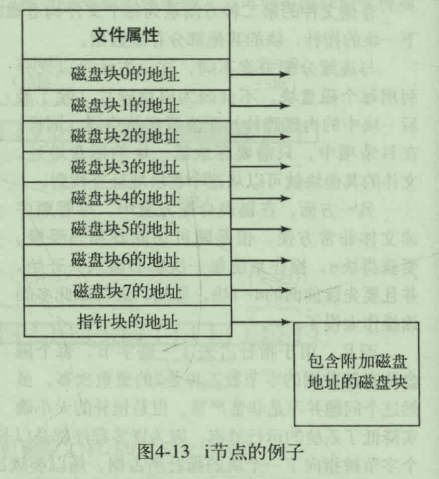 文件属性
磁盘块0的地址
磁盘块1的地址
磁盘块2的地址
磁盘块3的地址
磁盘块4的地址
磁盘块5的地址
磁盘块6的地址
磁盘块7的地址
指针块的地址
包含附加磁盘
地址的磁盘块
图4-13 i节点的例子